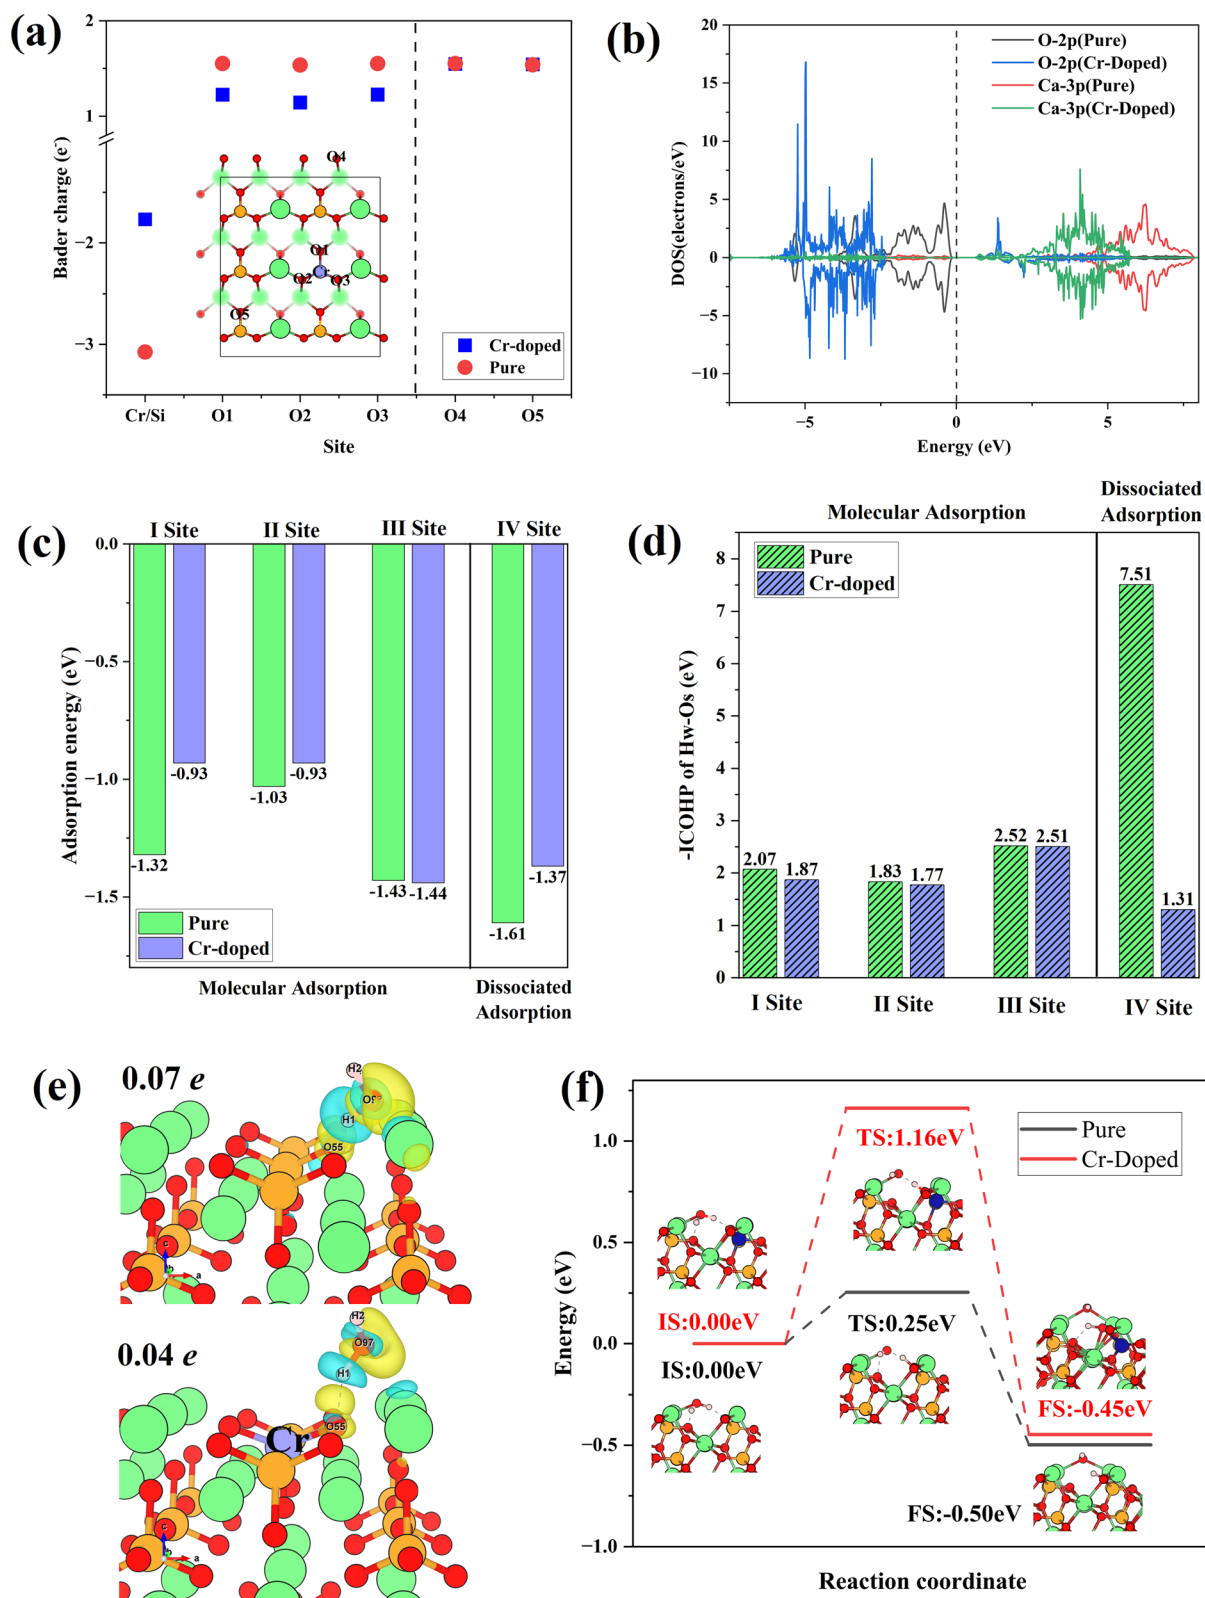 (a)
2
1
−2
−3
Bader charge (e⁻)
O4
O1
Cr
O2
O3
O5
Cr-doped
Pure
Cr/Si
O1
O2
O3
O4
O5
Site
(b)
20
15
10
5
0
−5
−10
DOS(electrons/eV)
O-2p(Pure)
O-2p(Cr-Doped)
Ca-3p(Pure)
Ca-3p(Cr-Doped)
−5
0
5
Energy (eV)
(c)
I Site
II Site
III Site
IV Site
0.0
−0.5
−1.0
−1.5
Adsorption energy (eV)
-1.32
-0.93
-1.03
-0.93
-1.43
-1.44
-1.61
-1.37
Pure
Cr-doped
Molecular Adsorption
Dissociated
Adsorption
(d)
Molecular Adsorption
Dissociated
Adsorption
Pure
Cr-doped
8
7
6
5
4
3
2
1
0
-ICOHP of Hw-Os (eV)
2.07
1.87
1.83
1.77
2.52
2.51
7.51
1.31
I Site
II Site
III Site
IV Site
(e)
0.07 e
H2
O97
H1
O55
c
b
a
0.04 e
H2
O97
H1
O55
Cr
c
b
a
(f)
1.0
0.5
0.0
−0.5
−1.0
Energy (eV)
Pure
Cr-Doped
TS:1.16eV
IS:0.00eV
TS:0.25eV
IS:0.00eV
FS:-0.45eV
FS:-0.50eV
Reaction coordinate